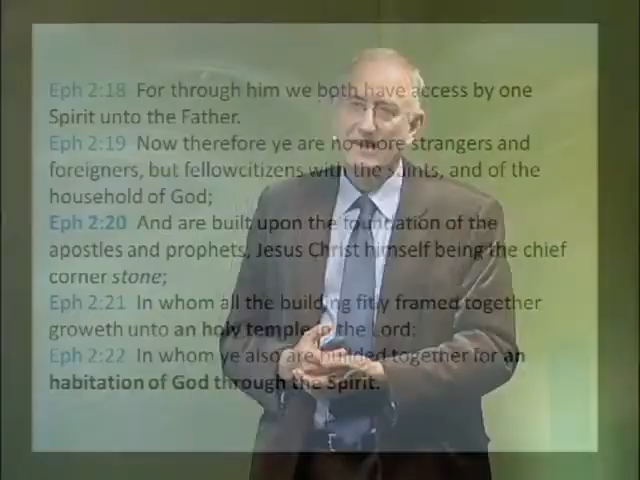 Eph 2:18 For through him we both have access by one
Spirit unto the Father.
Eph 2:19 Now therefore ye are no more strangers and
foreigners, but fellowcitizens with the saints, and of the
household of God;
Eph 2:20 And are built upon the foundation of the
apostles and prophets, Jesus Christ himself being the chief
corner stone;
Eph 2:21 In whom all the building fitly framed together
groweth unto an holy temple in the Lord:
Eph 2:22 In whom ye also are builded together for an
habitation of God through the Spirit.